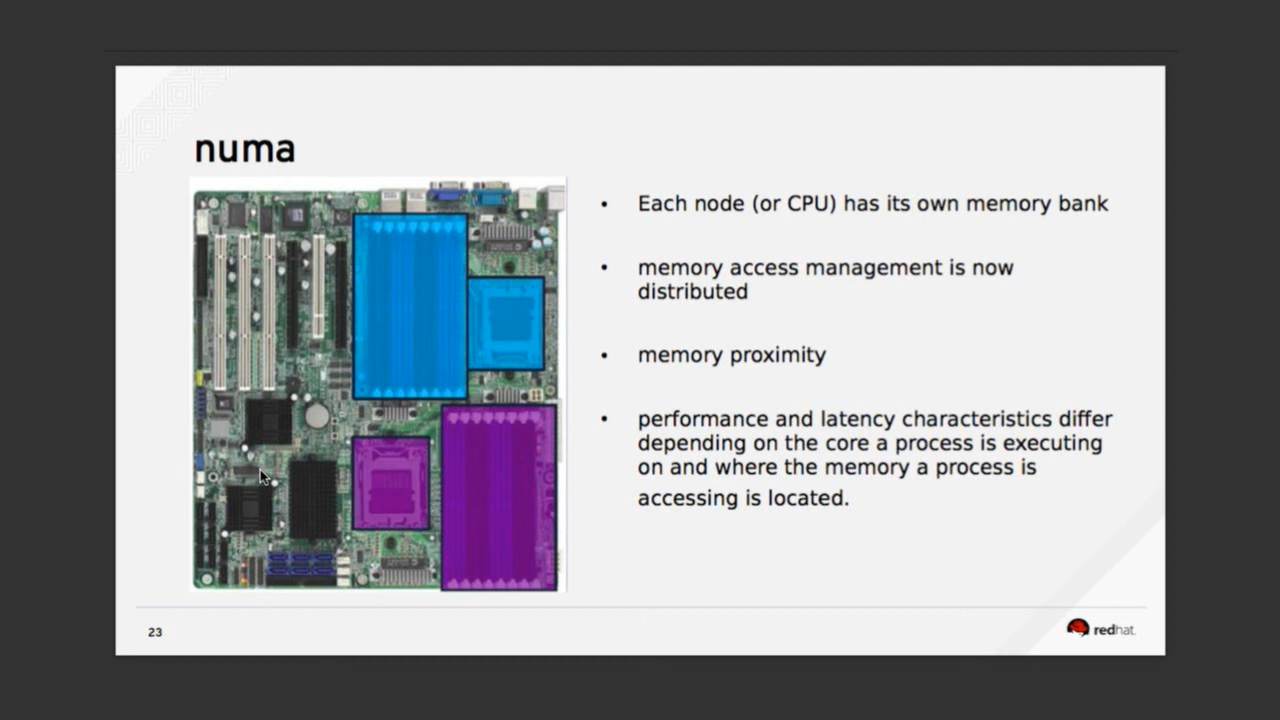 numa
• Each node (or CPU) has its own memory bank
• memory access management is now
distributed
• memory proximity
• performance and latency characteristics differ
depending on the core a process is executing
on and where the memory a process is
accessing is located.
23
redhat.